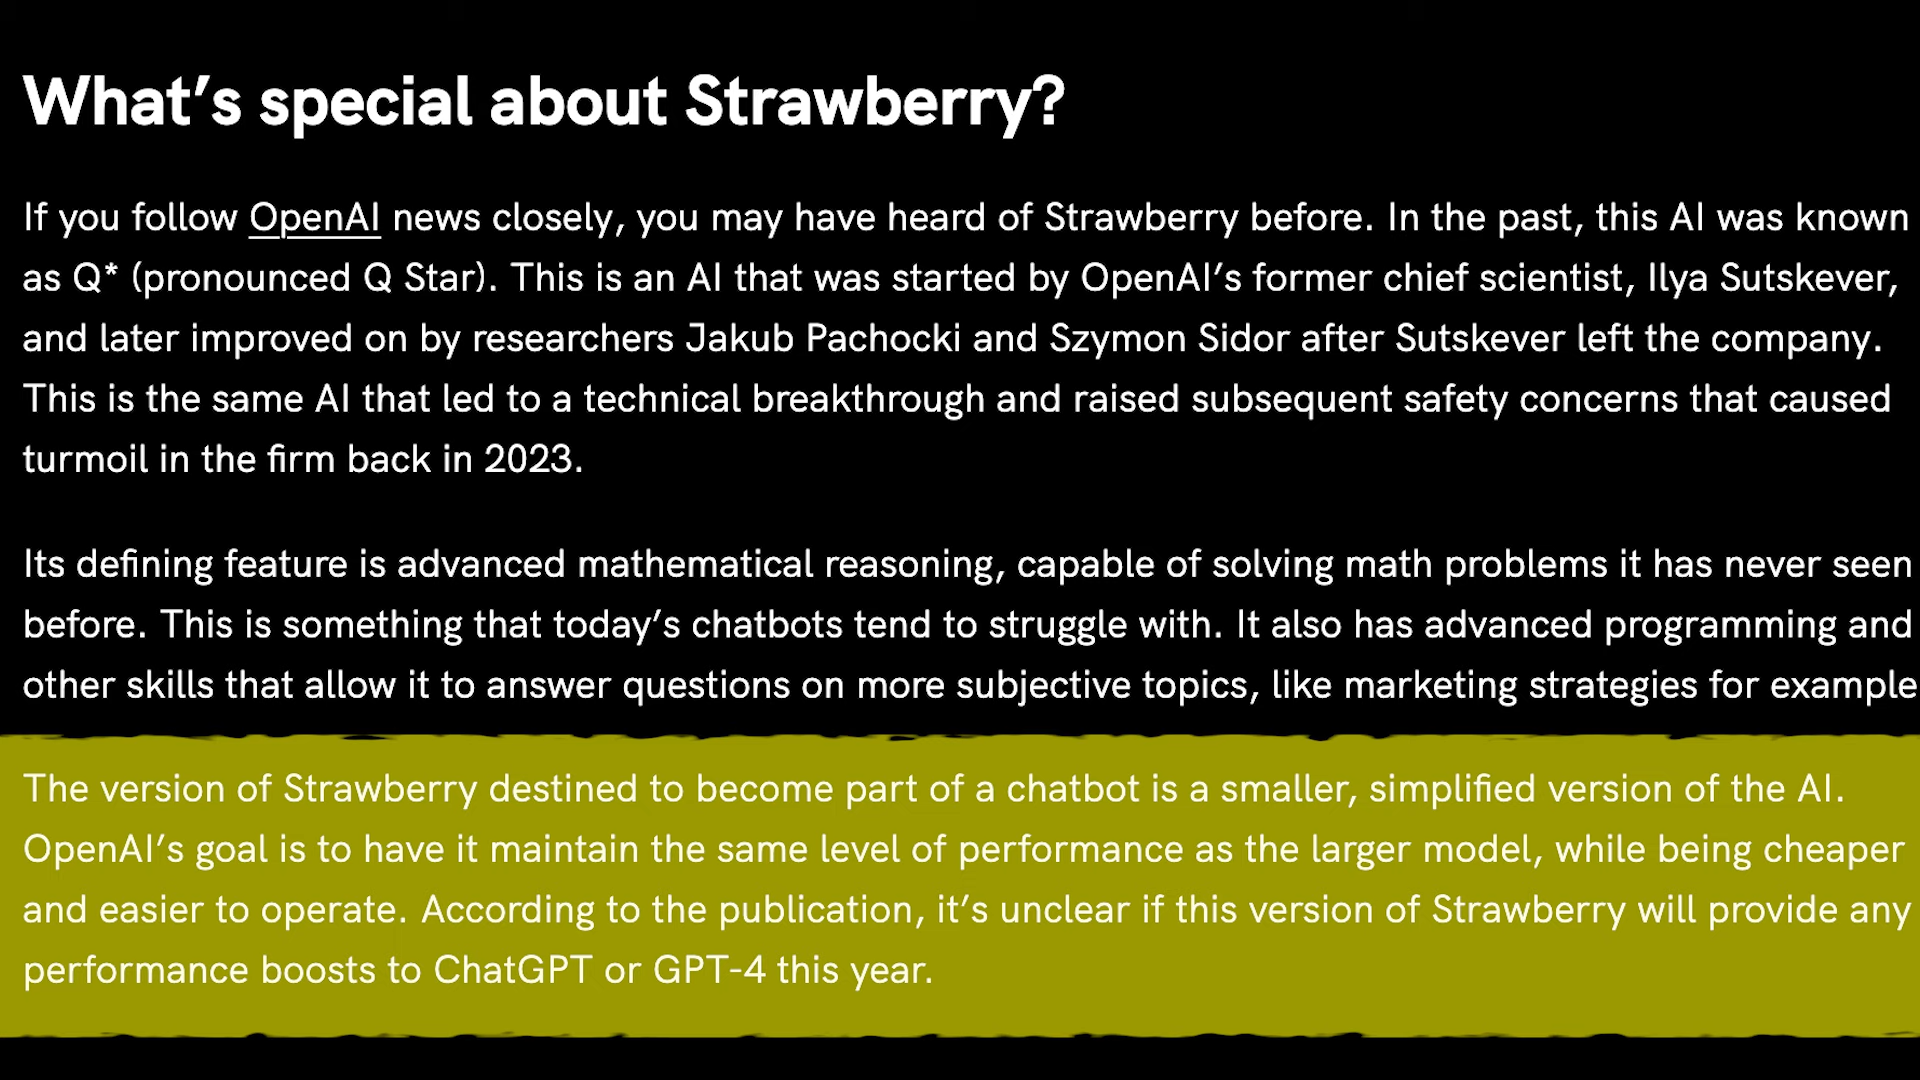 What’s special about Strawberry?
If you follow OpenAI news closely, you may have heard of Strawberry before. In the past, this AI was known
as Q* (pronounced Q Star). This is an AI that was started by OpenAI’s former chief scientist, Ilya Sutskever,
and later improved on by researchers Jakub Pachocki and Szymon Sidor after Sutskever left the company.
This is the same AI that led to a technical breakthrough and raised subsequent safety concerns that caused
turmoil in the firm back in 2023.
Its defining feature is advanced mathematical reasoning, capable of solving math problems it has never seen
before. This is something that today’s chatbots tend to struggle with. It also has advanced programming and
other skills that allow it to answer questions on more subjective topics, like marketing strategies for example
The version of Strawberry destined to become part of a chatbot is a smaller, simplified version of the AI.
OpenAI’s goal is to have it maintain the same level of performance as the larger model, while being cheaper
and easier to operate. According to the publication, it’s unclear if this version of Strawberry will provide any
performance boosts to ChatGPT or GPT-4 this year.